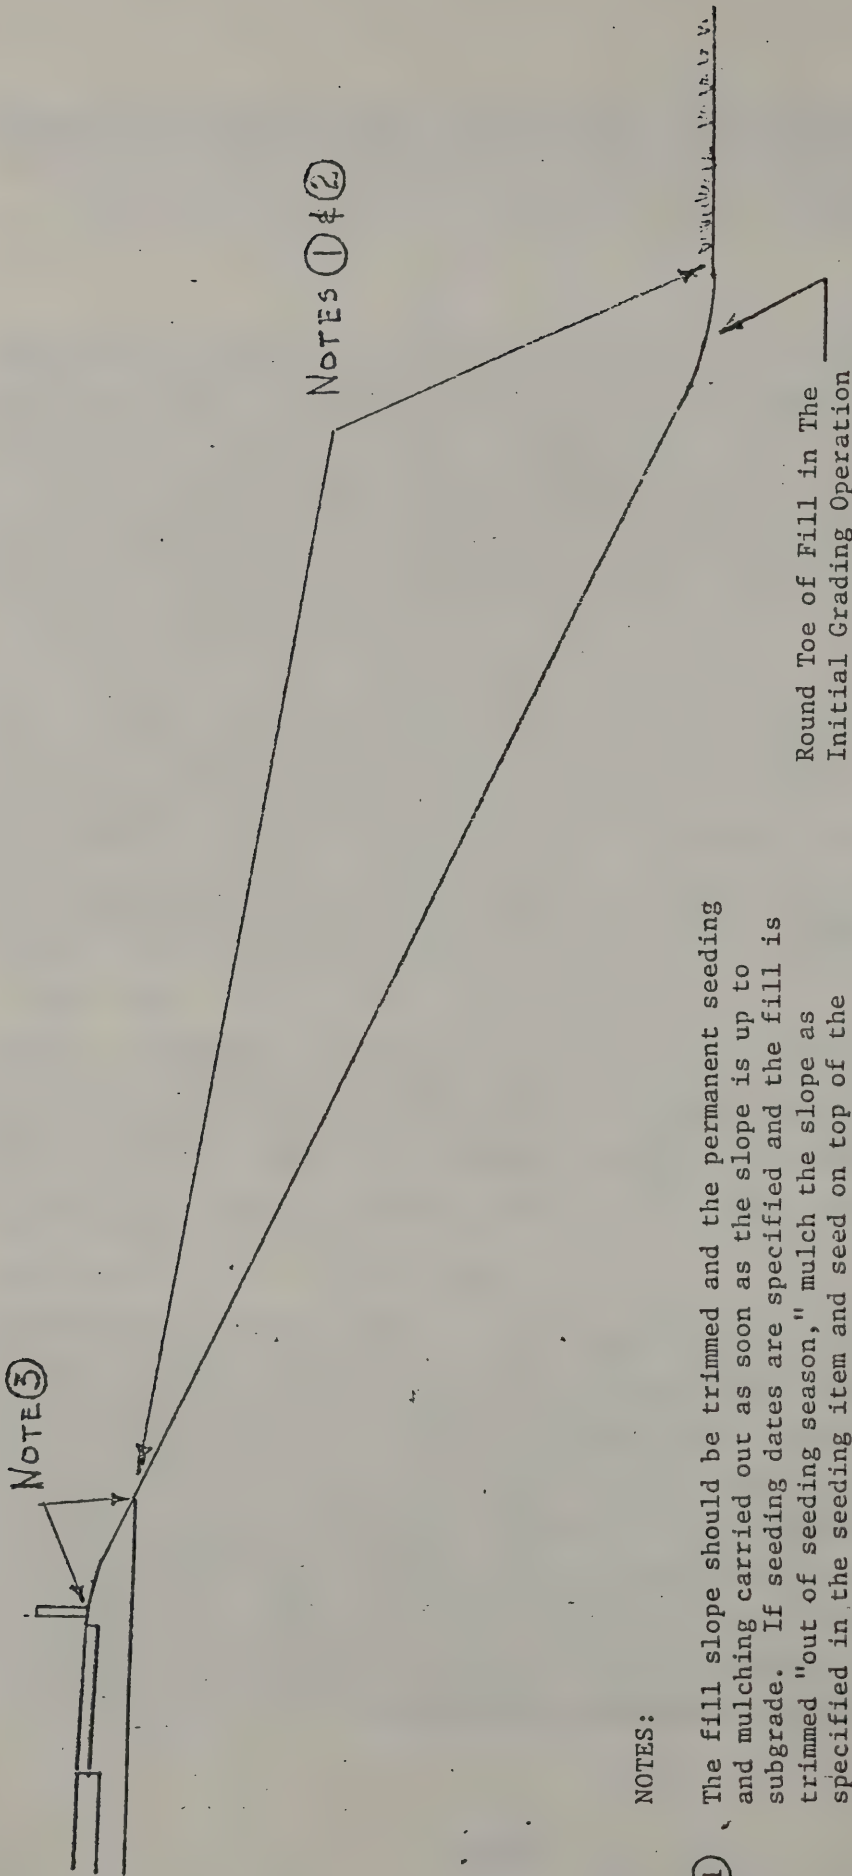 NOTE ③
NOTES ① & ②
Round Toe of Fill in The
Initial Grading Operation
NOTES:
① The fill slope should be trimmed and the permanent seeding
and mulching carried out as soon as the slope is up to
subgrade. If seeding dates are specified and the fill is
trimmed "out of seeding season," mulch the slope as
specified in the seeding item and seed on top of the